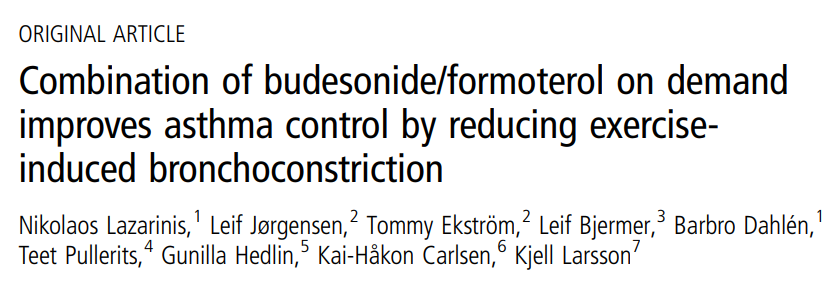 ORIGINAL ARTICLE
Combination of budesonide/formoterol on demand
improves asthma control by reducing exercise-
induced bronchoconstriction
Nikolaos Lazarinis,¹ Leif Jørgensen,² Tommy Ekström,² Leif Bjermer,³ Barbro Dahlén,¹
Teet Pullerits,⁴ Gunilla Hedlin,⁵ Kai-Håkon Carlsen,⁶ Kjell Larsson⁷